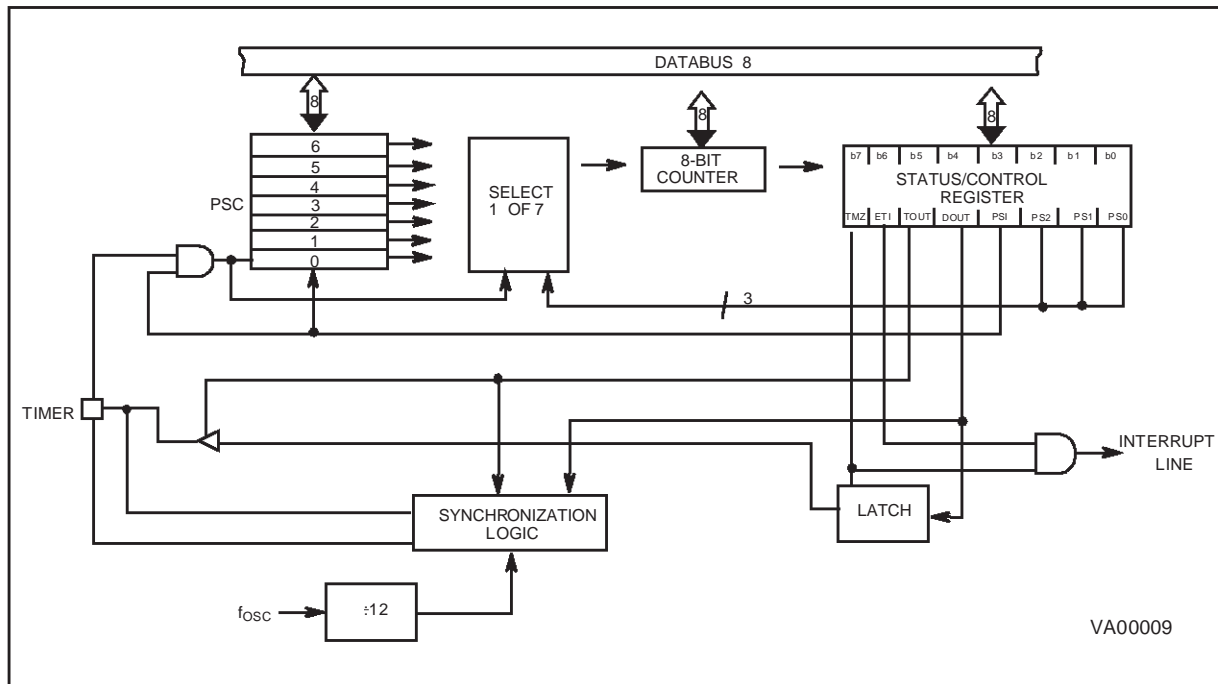 DATABUS 8
8
8
8
6
5
4
3
2
1
0
PSC
SELECT
1 OF 7
8-BIT
COUNTER
b7 b6 b5 b4 b3 b2 b1 b0
STATUS/CONTROL
REGISTER
TMZ ETI TOUT DOUT PSI PS2 PS1 PS0
3
TIMER
INTERRUPT
LINE
SYNCHRONIZATION
LOGIC
LATCH
fOSC
÷12
VA00009